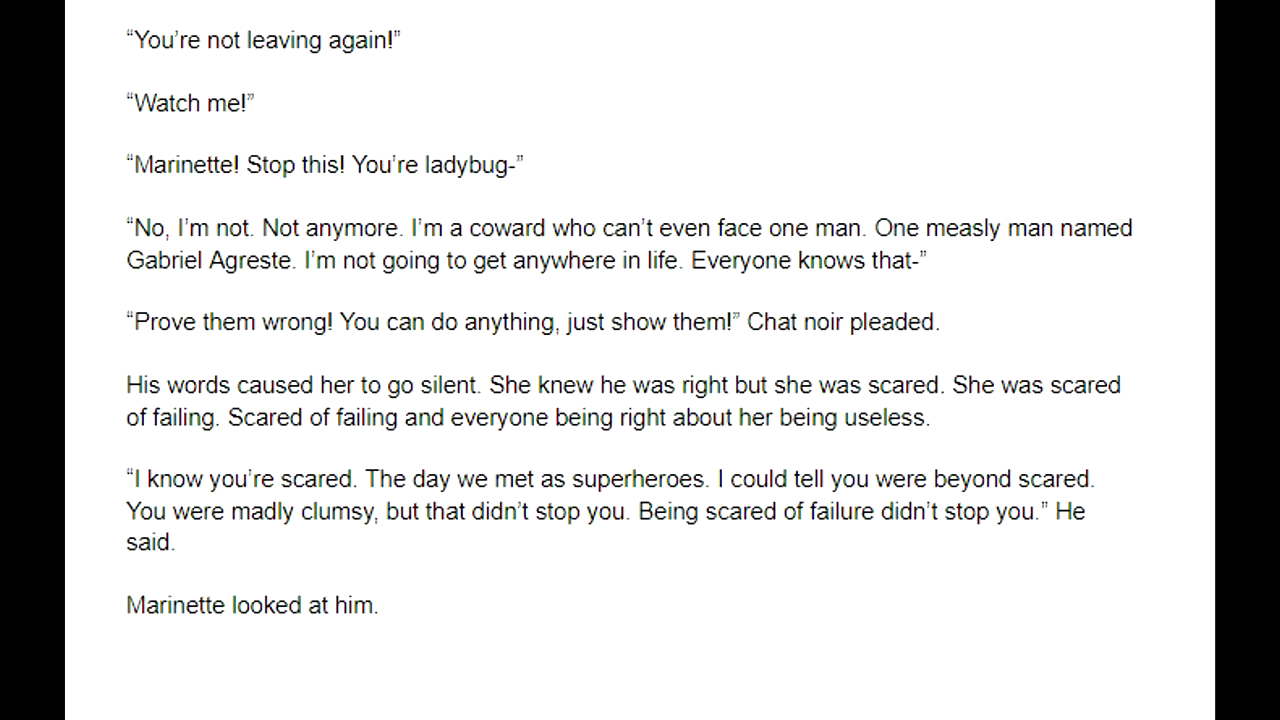 “You’re not leaving again!”
“Watch me!”
“Marinette! Stop this! You’re ladybug-”
“No, I’m not. Not anymore. I’m a coward who can’t even face one man. One measly man named
Gabriel Agreste. I’m not going to get anywhere in life. Everyone knows that-”
“Prove them wrong! You can do anything, just show them!” Chat noir pleaded.
His words caused her to go silent. She knew he was right but she was scared. She was scared
of failing. Scared of failing and everyone being right about her being useless.
“I know you’re scared. The day we met as superheroes. I could tell you were beyond scared.
You were madly clumsy, but that didn’t stop you. Being scared of failure didn’t stop you.” He
said.
Marinette looked at him.